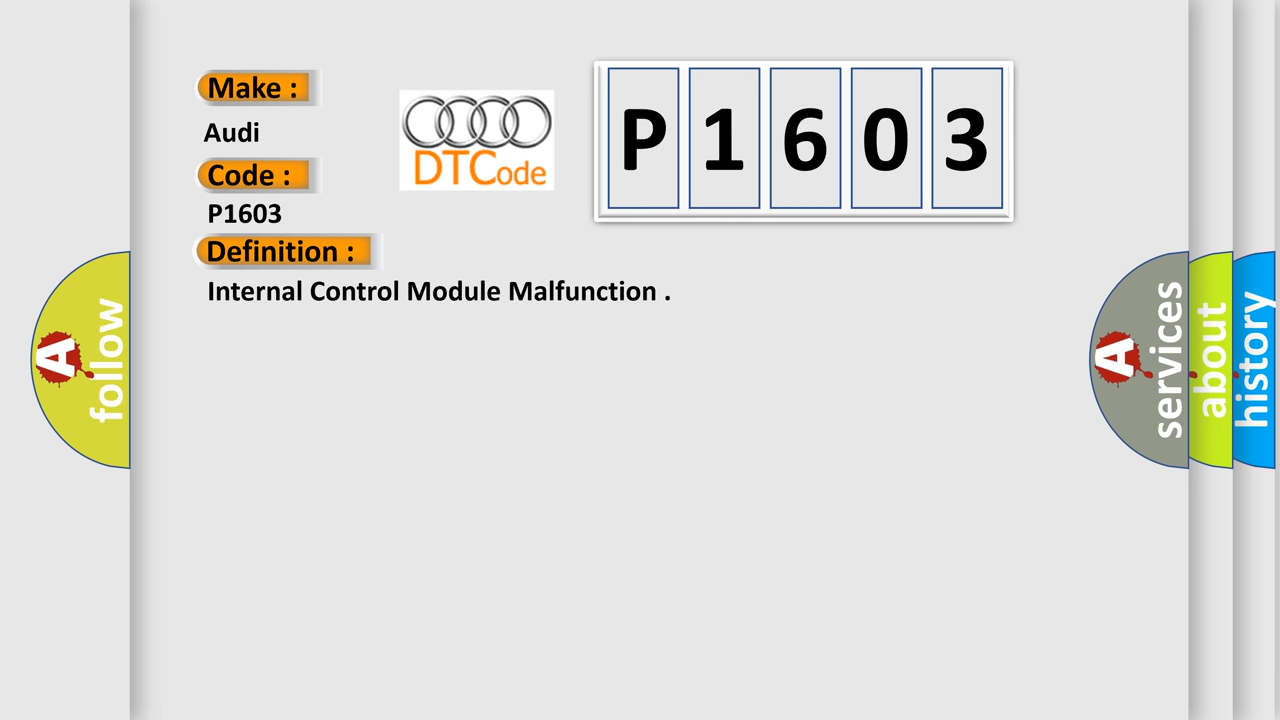 Make :
Audi
Code :
P1603
Definition :
Internal Control Module Malfunction .
DTCode
P 1 6 0 3
A follow
A services
about
history